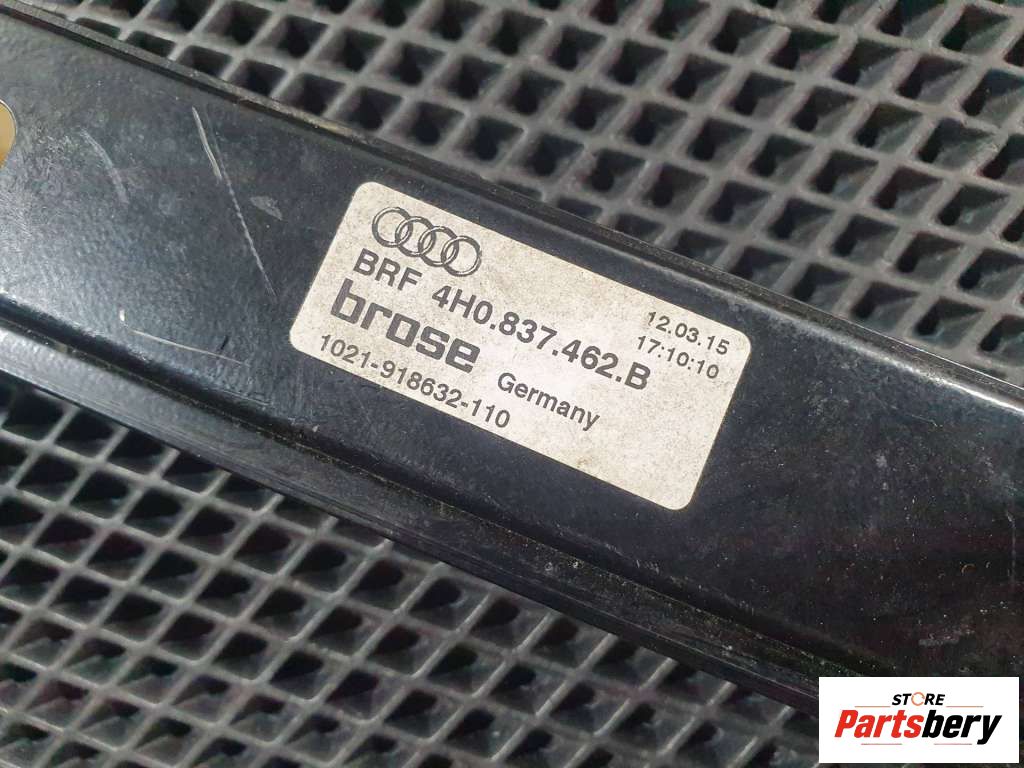 BRF 4H0.837.462.B
brose Germany
1021-918632-110
12.03.15
17:10:10
STORE
Partsbery